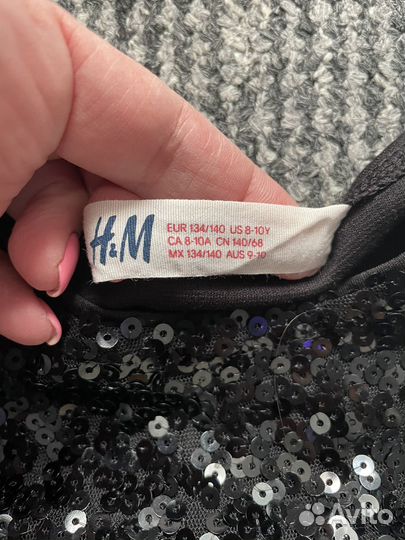 H&M
EUR 134/140 US 8-10Y
CA 8-10A CN 140/68
MX 134/140 AUS 9-10
Avito